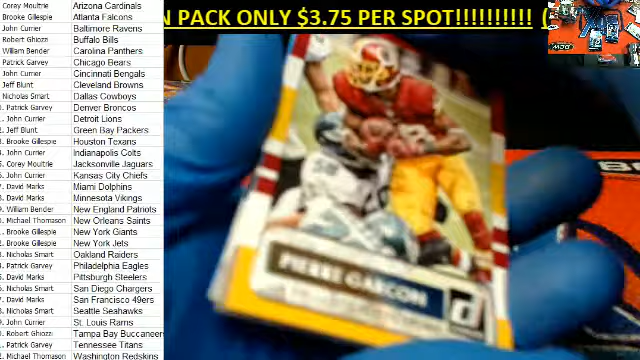 N PACK ONLY $3.75 PER SPOT!!!!!!!!!! (
Corey Moultrie Arizona Cardinals
Brooke Gillespie Atlanta Falcons
John Currier Baltimore Ravens
Robert Ghiozzi Buffalo Bills
William Bender Carolina Panthers
Patrick Garvey Chicago Bears
John Currier Cincinnati Bengals
Jeff Blunt Cleveland Browns
Nicholas Smart Dallas Cowboys
Patrick Garvey Denver Broncos
John Currier Detroit Lions
Jeff Blunt Green Bay Packers
Brooke Gillespie Houston Texans
John Currier Indianapolis Colts
Corey Moultrie Jacksonville Jaguars
John Currier Kansas City Chiefs
David Marks Miami Dolphins
David Marks Minnesota Vikings
William Bender New England Patriots
Michael Thomason New Orleans Saints
Brooke Gillespie New York Giants
Brooke Gillespie New York Jets
Nicholas Smart Oakland Raiders
Patrick Garvey Philadelphia Eagles
David Marks Pittsburgh Steelers
Nicholas Smart San Diego Chargers
David Marks San Francisco 49ers
Nicholas Smart Seattle Seahawks
John Currier St. Louis Rams
Robert Ghiozzi Tampa Bay Buccaneers
Patrick Garvey Tennessee Titans
Michael Thomason Washington Redskins
PIERRE GARCON